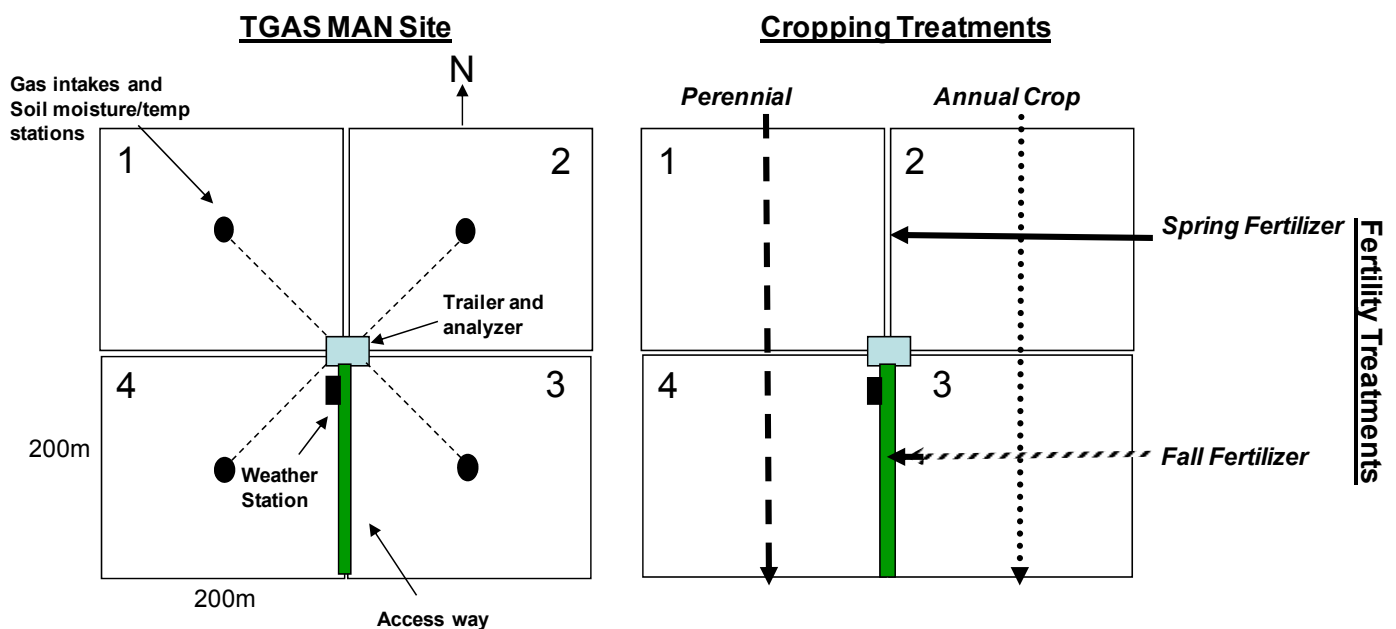 TGAS MAN Site
N
Gas intakes and
Soil moisture/temp
stations
1
2
Trailer and
analyzer
4
3
200m
Weather
Station
200m
Access way
Cropping Treatments
Perennial
Annual Crop
1
2
Spring Fertilizer
4
3
Fall Fertilizer
Fertility Treatments